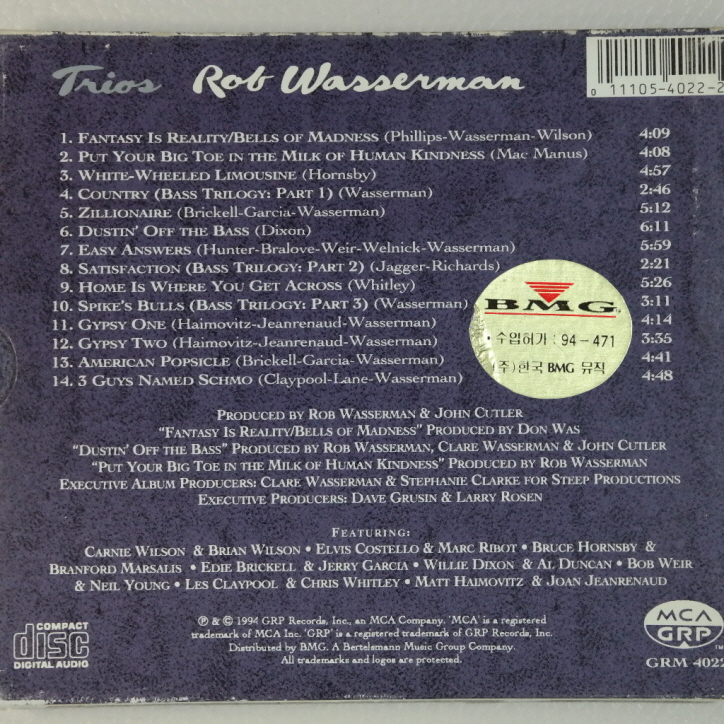 Trios Rob Wasserman
0 11105-4022-2
1. Fantasy Is Reality/Bells of Madness (Phillips-Wasserman-Wilson) 4:09
2. Put Your Big Toe in the Milk of Human Kindness (Mac Manus) 4:08
3. White-Wheeled Limousine (Hornsby) 4:57
4. Country (Bass Trilogy: Part 1) (Wasserman) 2:46
5. Zillionaire (Brickell-Garcia-Wasserman) 5:12
6. Dustin' Off the Bass (Dixon) 6:11
7. Easy Answers (Hunter-Bralove-Weir-Welnick-Wasserman) 5:59
8. Satisfaction (Bass Trilogy: Part 2) (Jagger-Richards) 2:21
9. Home Is Where You Get Across (Whitley) 5:26
10. Spike's Bulls (Bass Trilogy: Part 3) (Wasserman) 3:11
11. Gypsy One (Haimovitz-Jeanrenaud-Wasserman) 4:14
12. Gypsy Two (Haimovitz-Jeanrenaud-Wasserman) 3:35
13. American Popsicle (Brickell-Garcia-Wasserman) 4:41
14. 3 Guys Named Schmo (Claypool-Lane-Wasserman) 4:48
BMG
수입허가 : 94-471
(주)한국 BMG 뮤직
Produced by Rob Wasserman & John Cutler
"Fantasy Is Reality/Bells of Madness" Produced by Don Was
"Dustin' Off the Bass" Produced by Rob Wasserman, Clare Wasserman & John Cutler
"Put Your Big Toe in the Milk of Human Kindness" Produced by Rob Wasserman
Executive Album Producers: Clare Wasserman & Stephanie Clarke for Steep Productions
Executive Producers: Dave Grusin & Larry Rosen
Featuring:
Carnie Wilson & Brian Wilson • Elvis Costello & Marc Ribot • Bruce Hornsby &
Branford Marsalis • Edie Brickell & Jerry Garcia • Willie Dixon & Al Duncan • Bob Weir
& Neil Young • Les Claypool & Chris Whitley • Matt Haimovitz & Joan Jeanrenaud
℗ & © 1994 GRP Records, Inc., an MCA Company. 'MCA' is a registered
trademark of MCA Inc. 'GRP' is a registered trademark of GRP Records, Inc.
Distributed by BMG. A Bertelsmann Music Group Company.
All trademarks and logos are protected.
COMPACT
disc
DIGITAL AUDIO
MCA
GRP
TM
GRM 4022